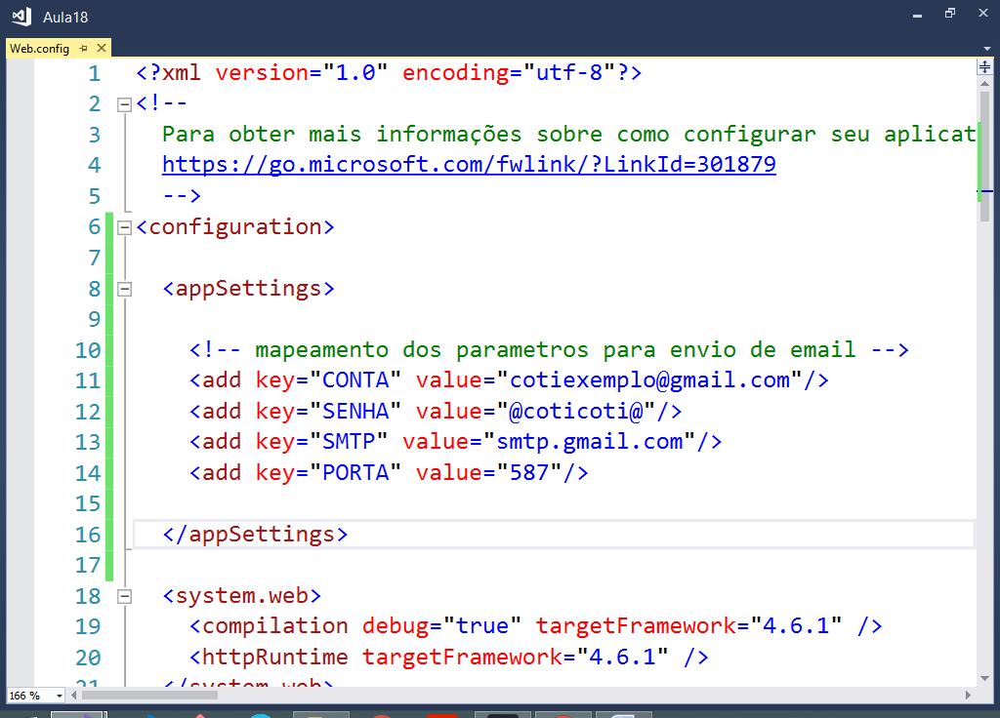 Aula18
Web.config
1 <?xml version="1.0" encoding="utf-8"?>
2 <!--
3 Para obter mais informações sobre como configurar seu
4 https://go.microsoft.com/fwlink/?LinkId=301879
5 -->
6 <configuration>
7
8 <appSettings>
9
10 <!-- mapeamento dos parametros para envio de email -->
11 <add key="CONTA" value="cotiexemplo@gmail.com"/>
12 <add key="SENHA" value="@coticoti@"/>
13 <add key="SMTP" value="smtp.gmail.com"/>
14 <add key="PORTA" value="587"/>
15
16 </appSettings>
17
18 <system.web>
19 <compilation debug="true" targetFramework="4.6.1" />
20 <httpRuntime targetFramework="4.6.1" />
21 </system.web>
166 %